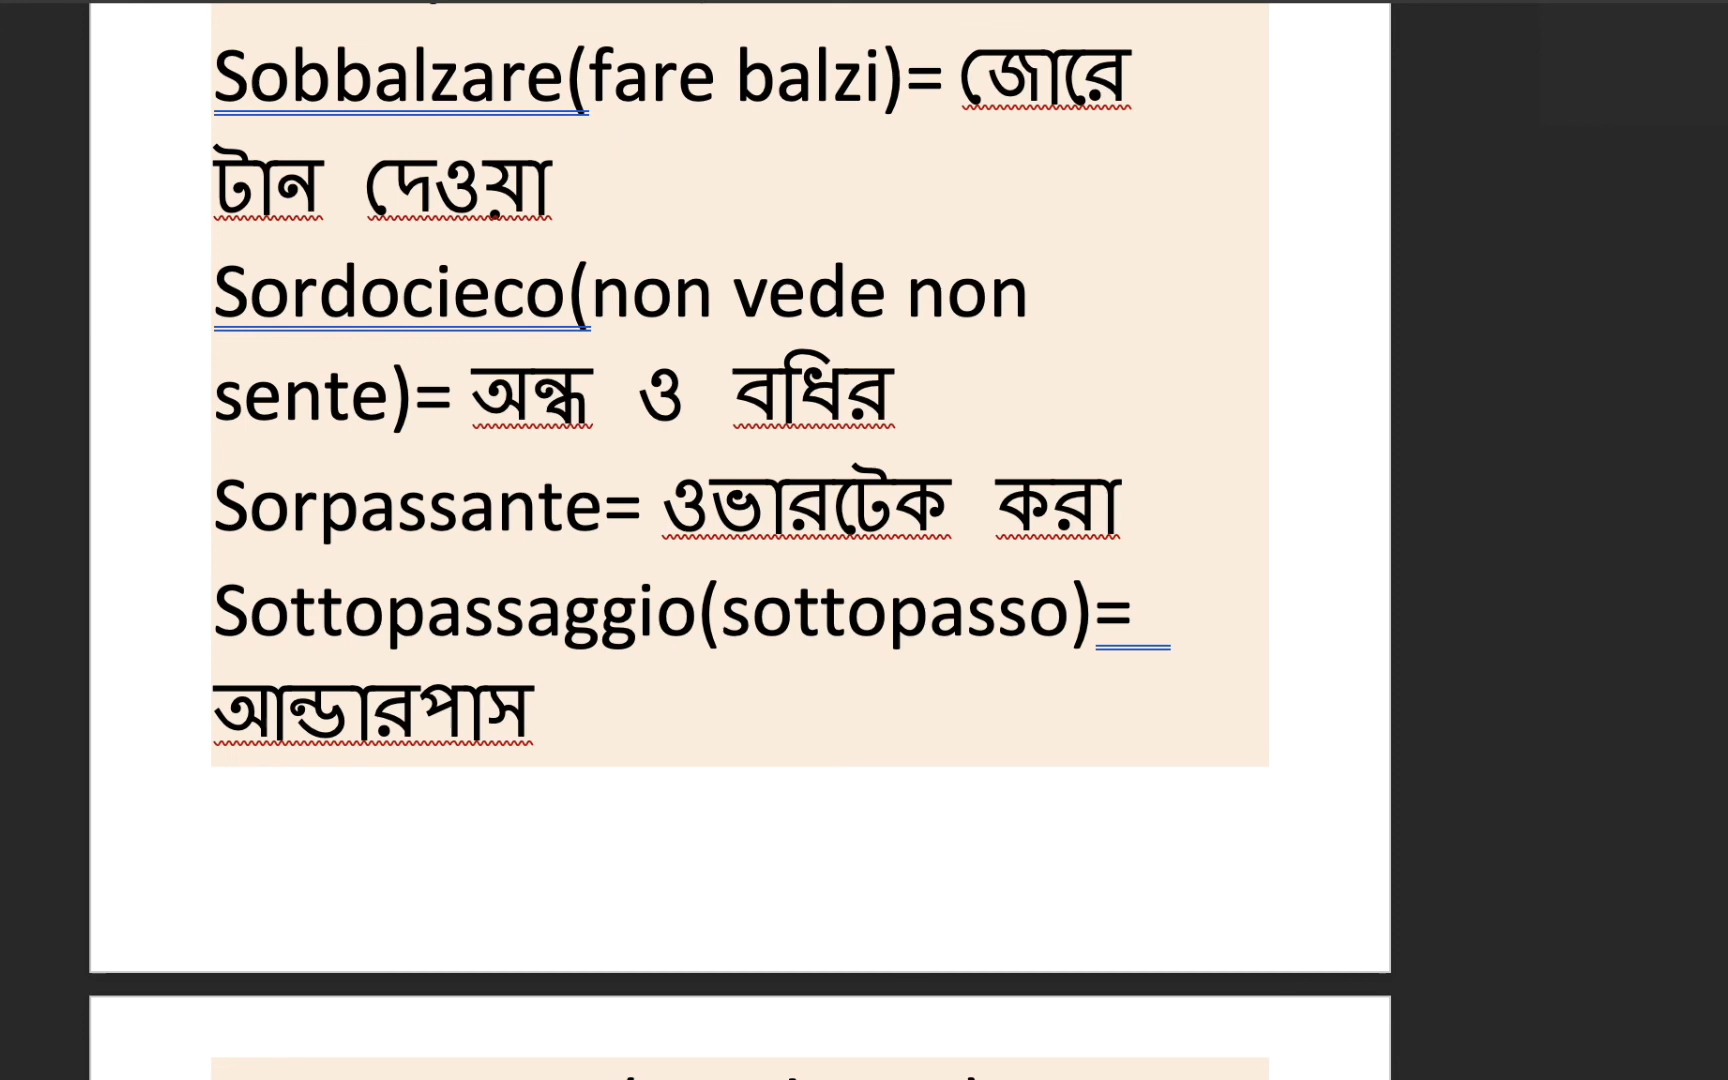 Sobbalzare(fare balzi)= জোরে
টান দেওয়া
Sordocieco(non vede non
sente)= অন্ধ ও বধির
Sorpassante= ওভারটেক করা
Sottopassaggio(sottopasso)=
আন্ডারপাস